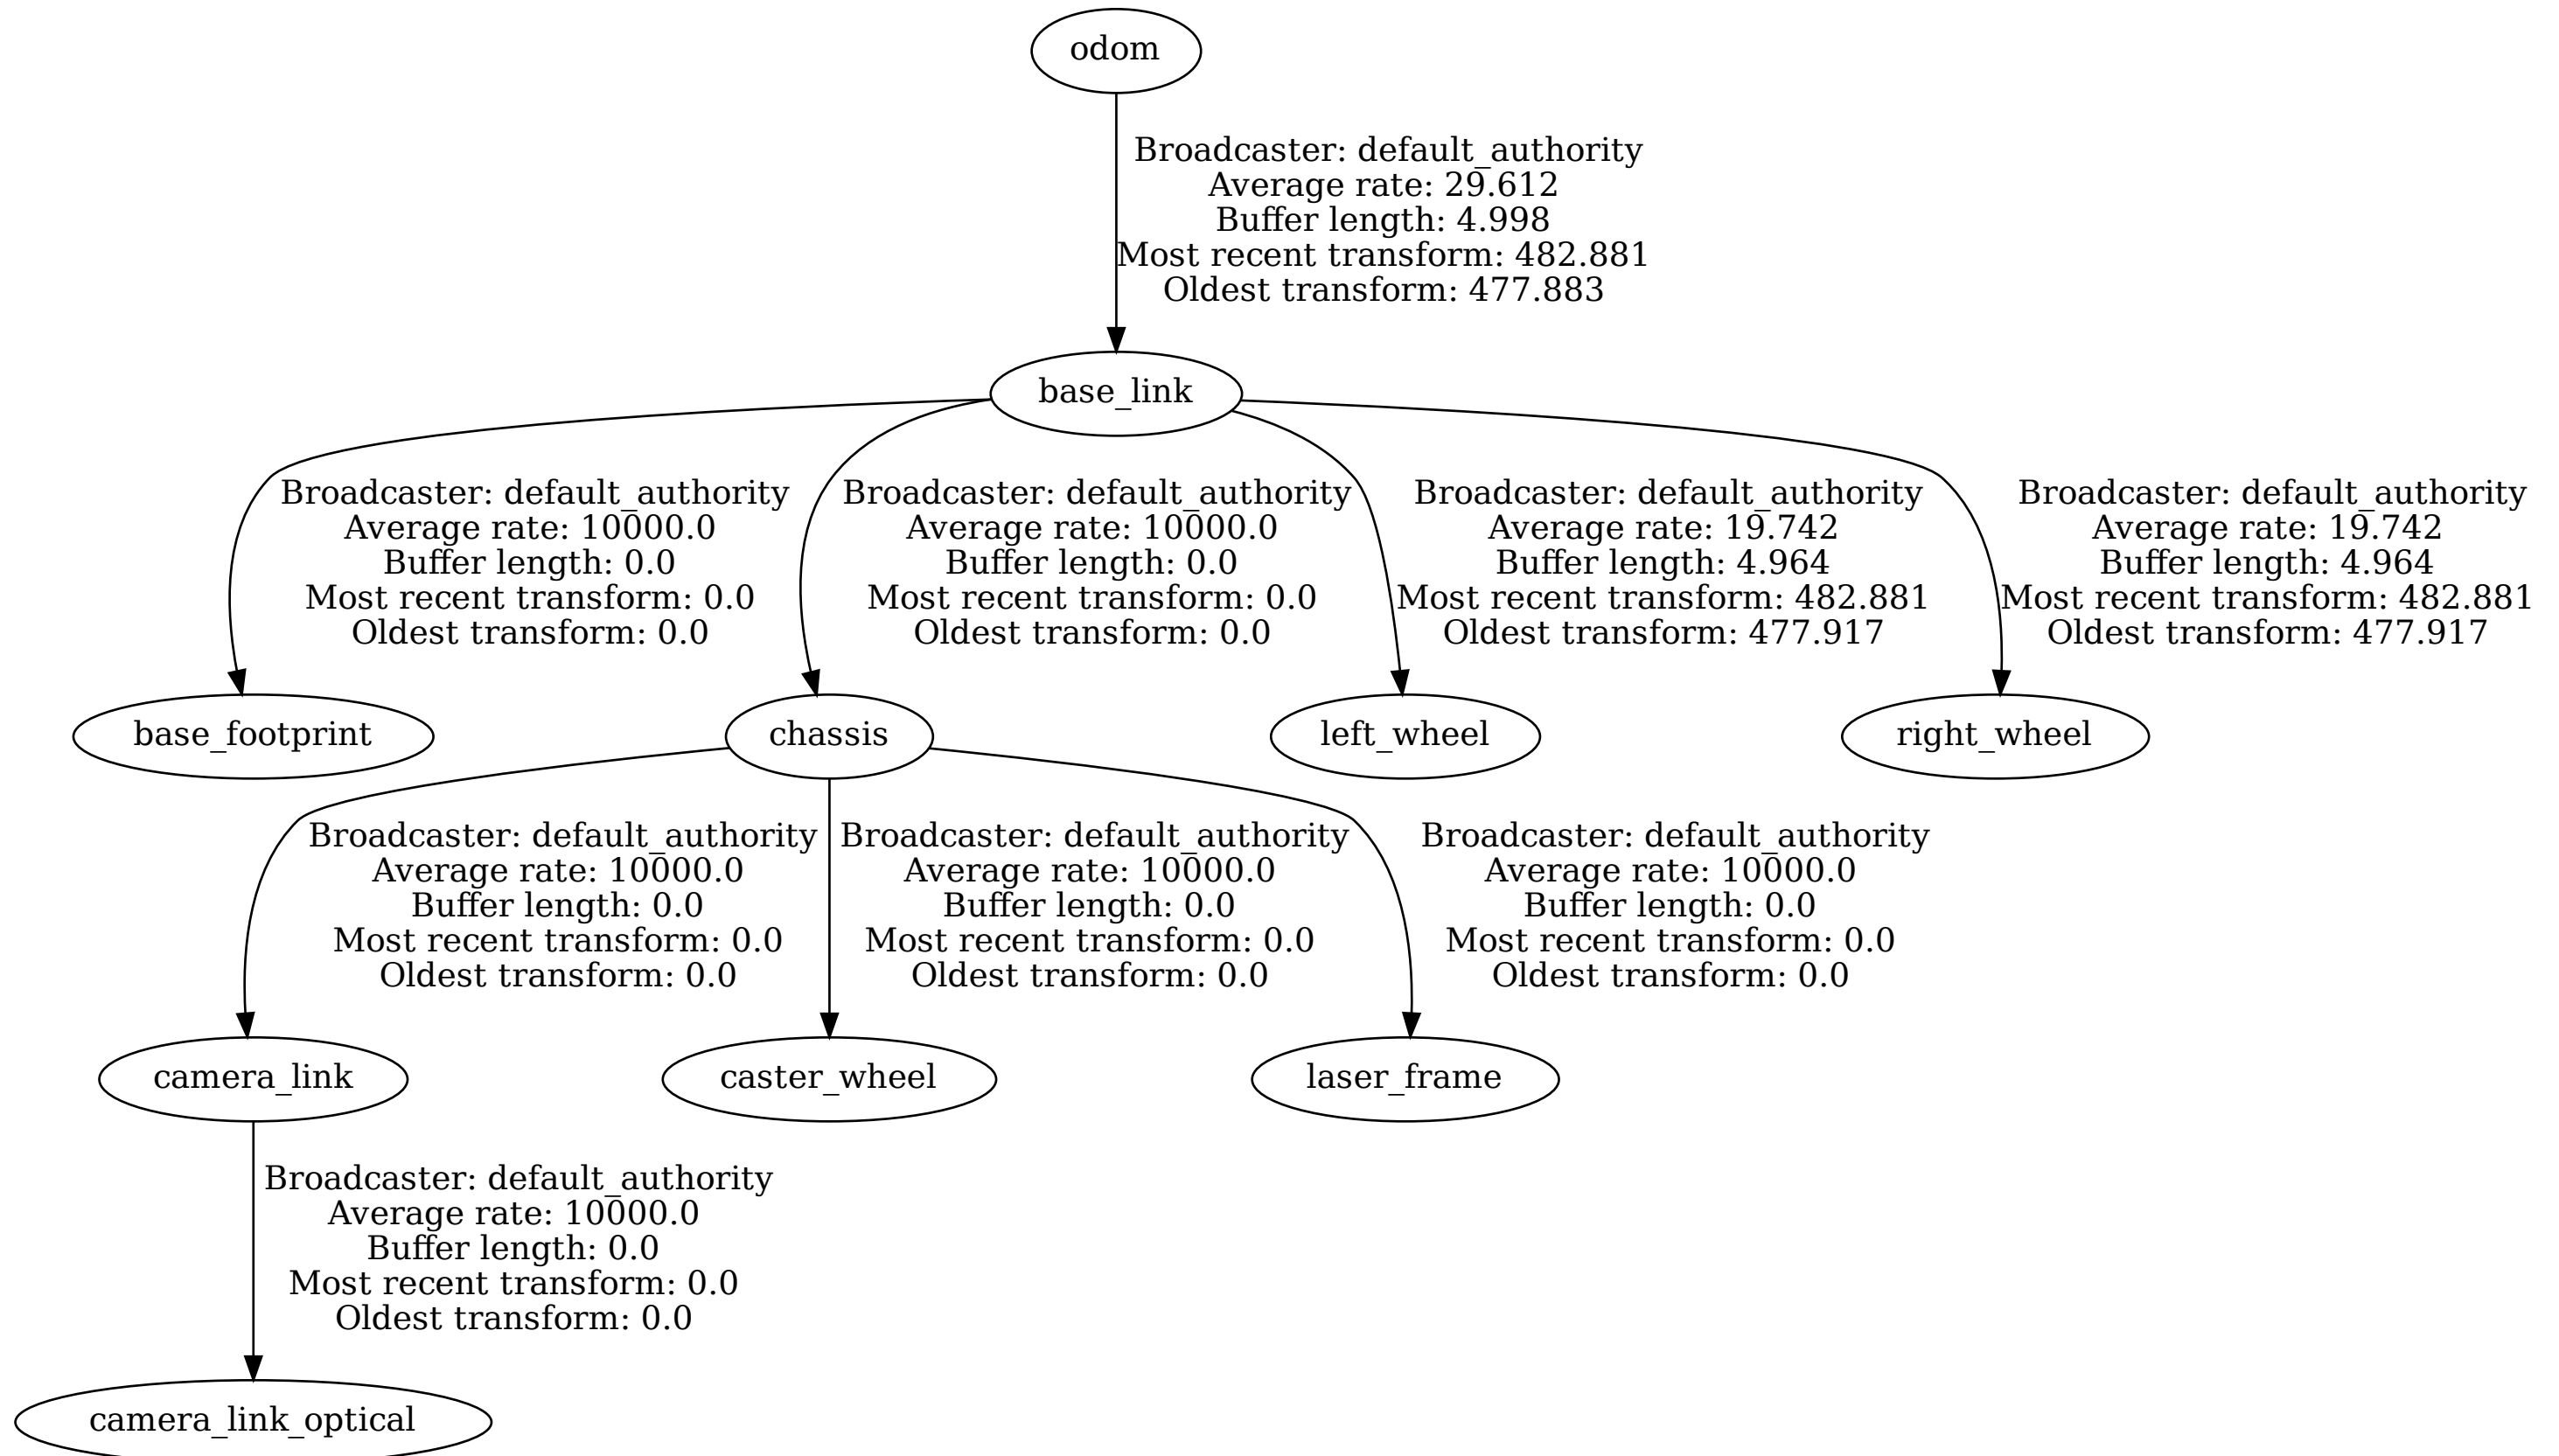 odom
Broadcaster: default_authority
Average rate: 29.612
Buffer length: 4.998
Most recent transform: 482.881
Oldest transform: 477.883
base_link
Broadcaster: default_authority
Average rate: 10000.0
Buffer length: 0.0
Most recent transform: 0.0
Oldest transform: 0.0
Broadcaster: default_authority
Average rate: 10000.0
Buffer length: 0.0
Most recent transform: 0.0
Oldest transform: 0.0
Broadcaster: default_authority
Average rate: 19.742
Buffer length: 4.964
Most recent transform: 482.881
Oldest transform: 477.917
Broadcaster: default_authority
Average rate: 19.742
Buffer length: 4.964
Most recent transform: 482.881
Oldest transform: 477.917
base_footprint
chassis
left_wheel
right_wheel
Broadcaster: default_authority
Average rate: 10000.0
Buffer length: 0.0
Most recent transform: 0.0
Oldest transform: 0.0
Broadcaster: default_authority
Average rate: 10000.0
Buffer length: 0.0
Most recent transform: 0.0
Oldest transform: 0.0
Broadcaster: default_authority
Average rate: 10000.0
Buffer length: 0.0
Most recent transform: 0.0
Oldest transform: 0.0
camera_link
caster_wheel
laser_frame
Broadcaster: default_authority
Average rate: 10000.0
Buffer length: 0.0
Most recent transform: 0.0
Oldest transform: 0.0
camera_link_optical